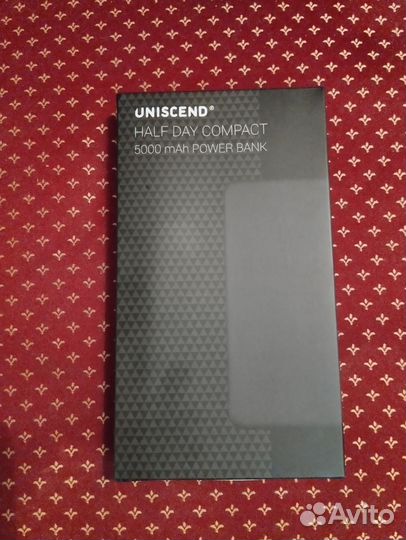 UNISCEND®
HALF DAY COMPACT
5000 mAh POWER BANK
Avito